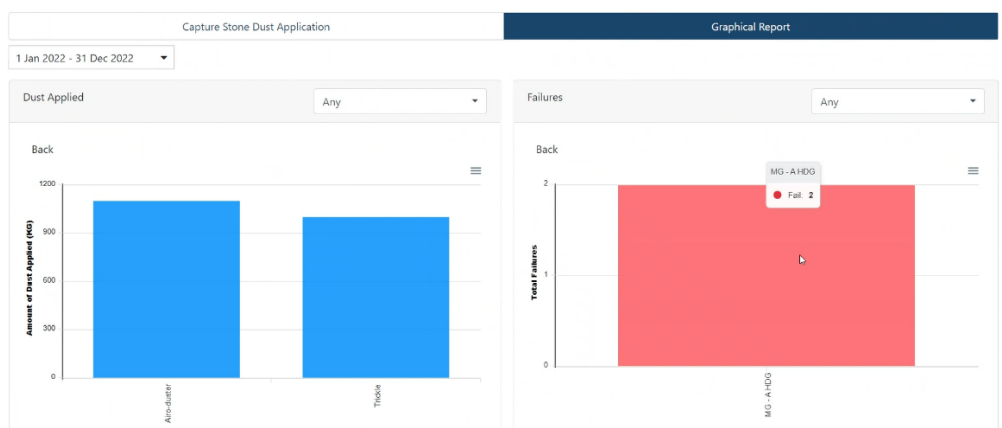 Capture Stone Dust Application
Graphical Report
1 Jan 2022 - 31 Dec 2022
Dust Applied
Any
Back
1200
900
600
300
0
Amount of Dust Applied (KG)
Airo-duster
Trickle
Failures
Any
Back
MG - A HDG
Fail: 2
2
1
0
Total Failures
MG - A HDG